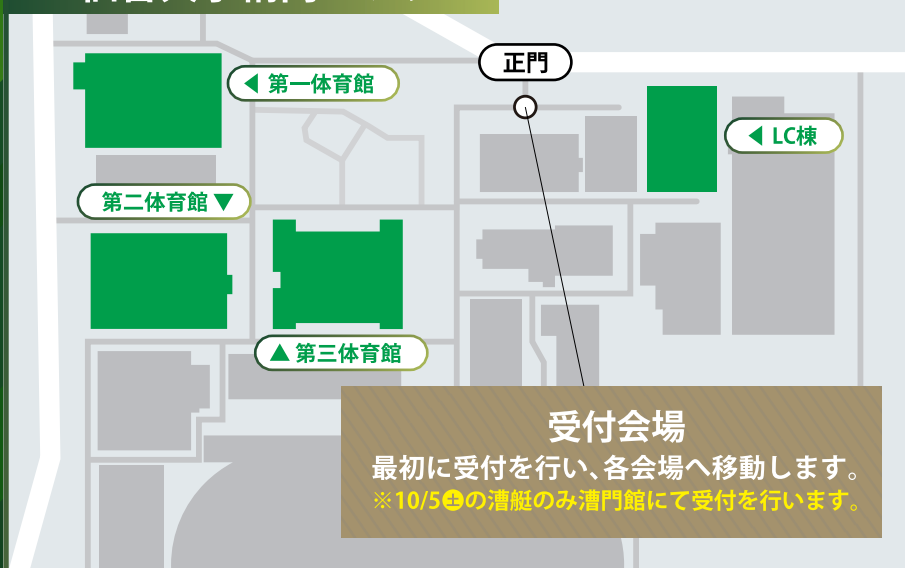 正門
◀ 第一体育館
◀ LC棟
第二体育館 ▼
▲ 第三体育館
受付会場
最初に受付を行い、各会場へ移動します。
※10/5土の漕艇のみ漕門館にて受付を行います。